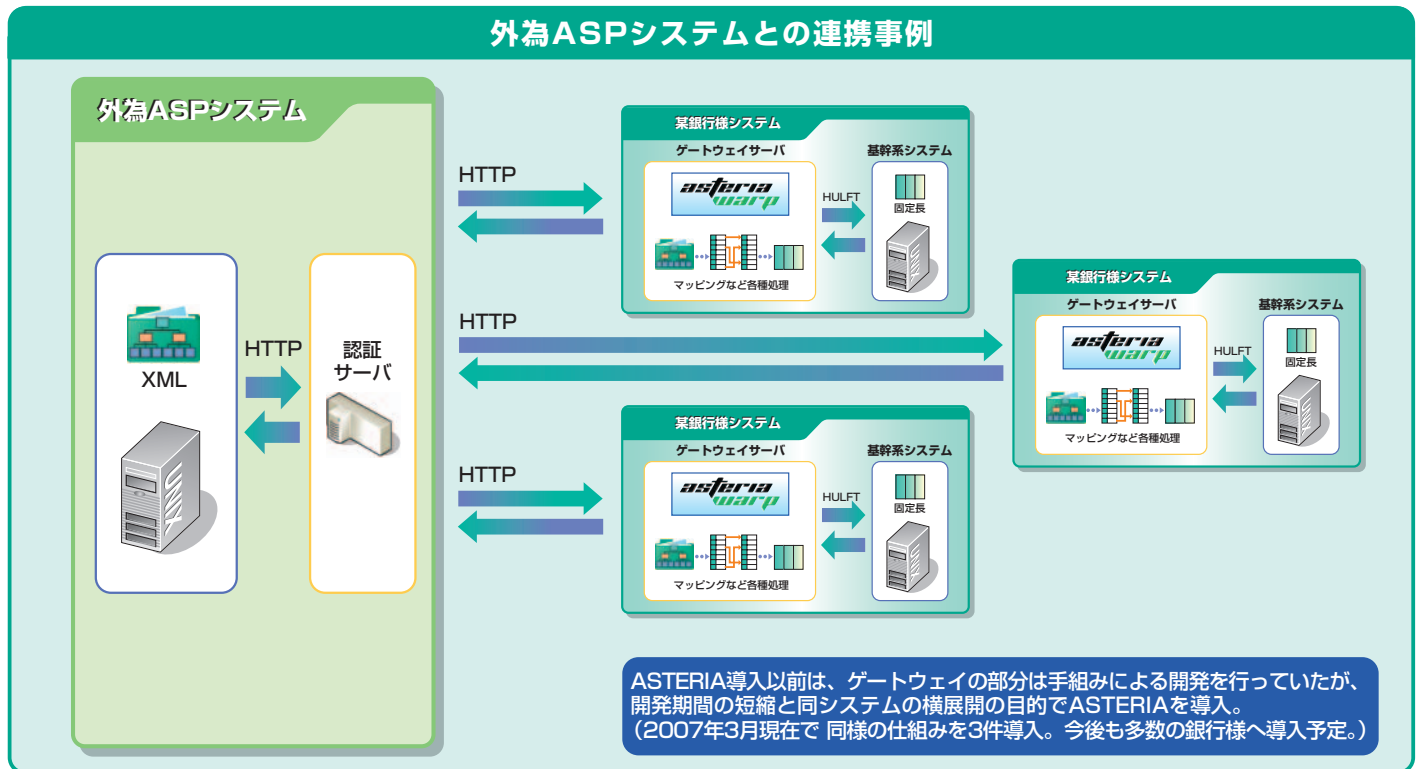 外為ASPシステムとの連携事例
外為ASPシステム
XML
UNIX
HTTP
認証
サーバ
HTTP
某銀行様システム
ゲートウェイサーバ
asteria
warp
マッピングなど各種処理
HULFT
基幹系システム
固定長
HTTP
某銀行様システム
ゲートウェイサーバ
asteria
warp
マッピングなど各種処理
HULFT
基幹系システム
固定長
HTTP
某銀行様システム
ゲートウェイサーバ
asteria
warp
マッピングなど各種処理
HULFT
基幹系システム
固定長
ASTERIA導入以前は、ゲートウェイの部分は手組みによる開発を行っていたが、
開発期間の短縮と同システムの横展開の目的でASTERIAを導入。
（2007年3月現在で 同様の仕組みを3件導入。今後も多数の銀行様へ導入予定。）